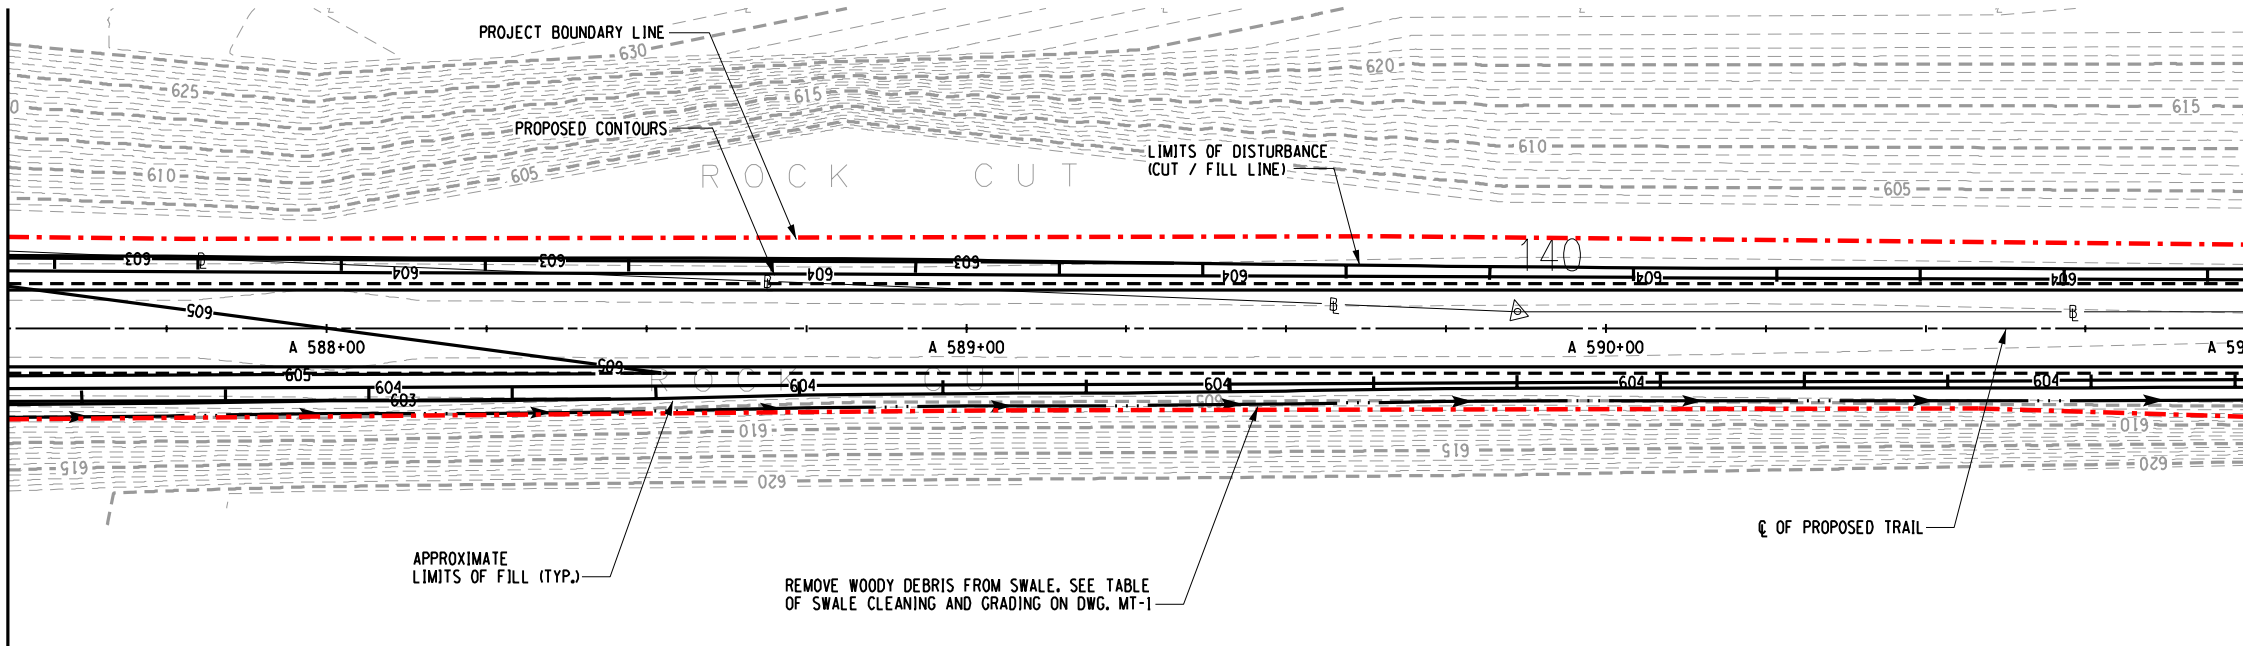 PROJECT BOUNDARY LINE
630
620
625
615
615
PROPOSED CONTOURS
LIMITS OF DISTURBANCE
(CUT / FILL LINE)
610
610
605
ROCK CUT
605
140
603
603
603
604
604
604
604
604
605
A 588+00
A 589+00
A 590+00
A 59
605
605
ROCK CUT
604
604
604
604
604
603
605
610
610
615
615
620
620
APPROXIMATE
LIMITS OF FILL (TYP.)
REMOVE WOODY DEBRIS FROM SWALE. SEE TABLE
OF SWALE CLEANING AND GRADING ON DWG. MT-1
℄ OF PROPOSED TRAIL